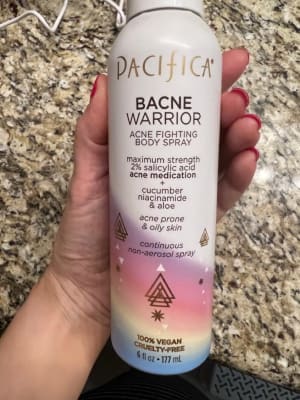 PACIFICA®
BACNE
WARRIOR
ACNE FIGHTING
BODY SPRAY
maximum strength
2% salicylic acid
acne medication
+
cucumber
niacinamide
& aloe
acne prone
& oily skin
continuous
non-aerosol spray
100% VEGAN
CRUELTY-FREE
6 fl oz • 177 mL